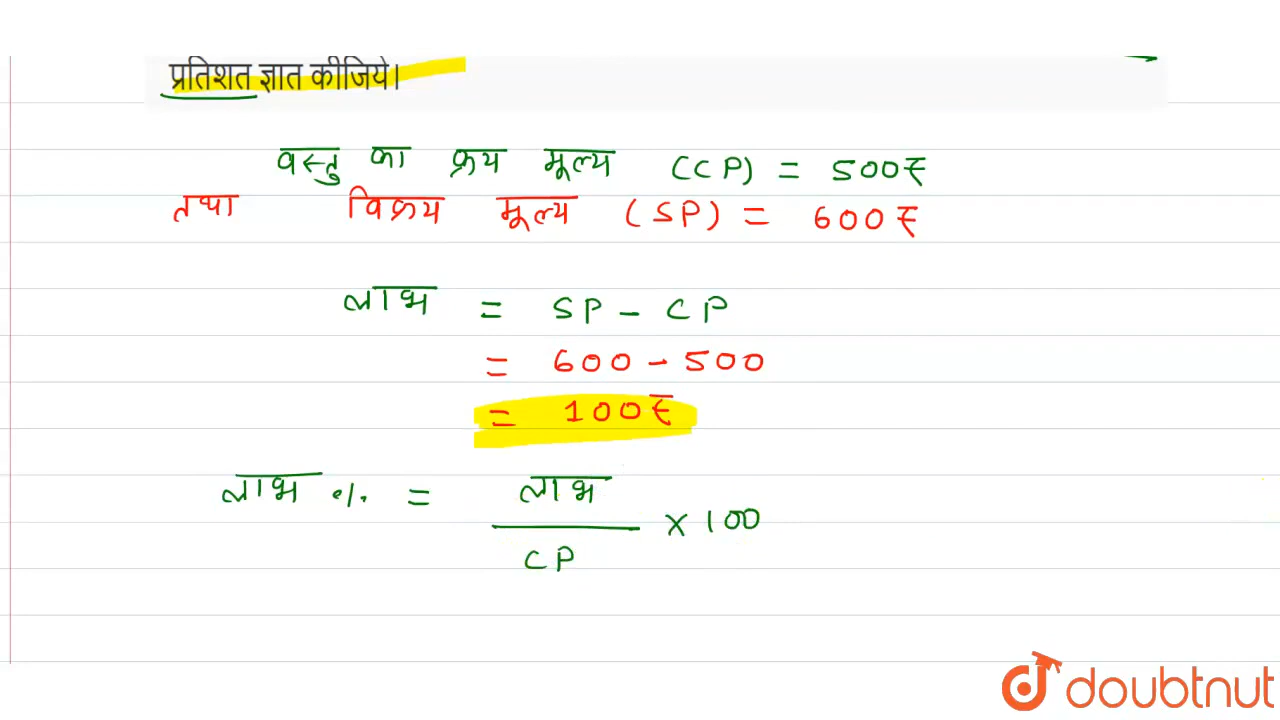 प्रतिशत ज्ञात कीजिये।
वस्तु का क्रय मूल्य (CP) = 500₹
तथा विक्रय मूल्य (SP) = 600₹
लाभ = SP - CP
= 600 - 500
= 100₹
लाभ % = लाभ / CP × 100
doubtnut